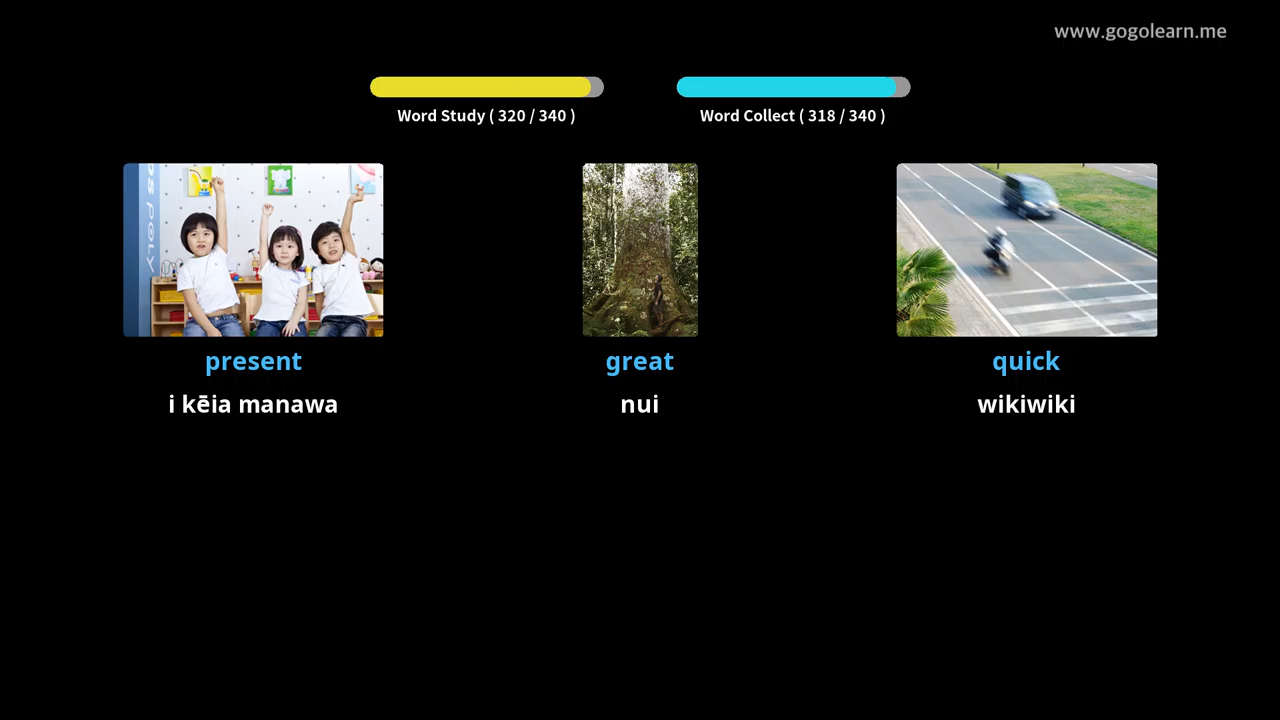 www.gogolearn.me
Word Study ( 320 / 340 )
Word Collect ( 318 / 340 )
present
great
quick
i kēia manawa
nui
wikiwiki